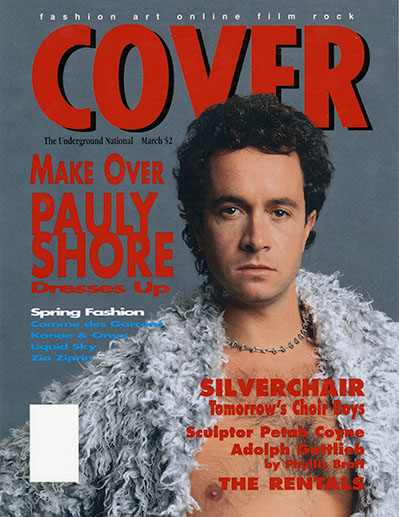 fashion art online film rock
COVER
The Underground National March $2
MAKE OVER
PAULY
SHORE
Dresses Up
Spring Fashion
Comme des Garcons
Kanae & Onyx
Liquid Sky
Zia Ziprin
SILVERCHAIR
Tomorrow's Choir Boys
Sculptor Petah Coyne
Adolph Gottlieb
by Phyllis Braff
THE RENTALS